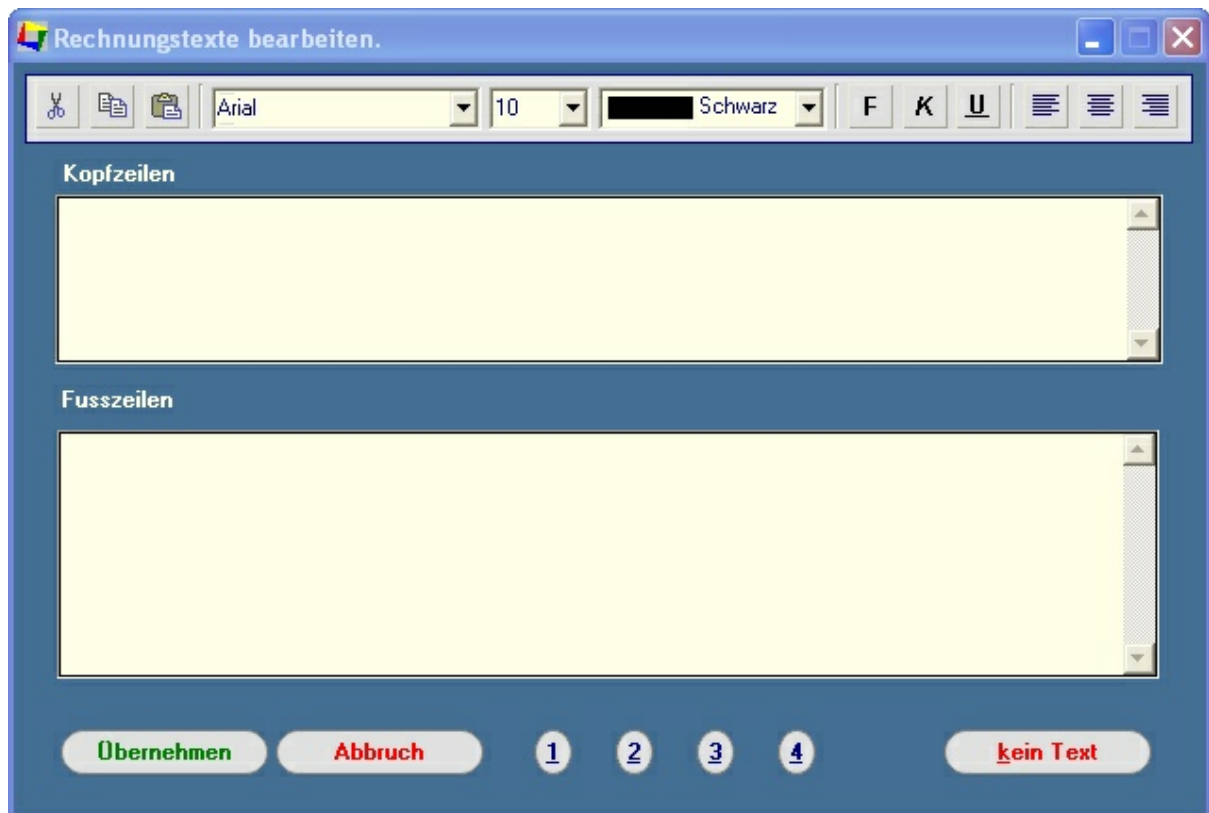 Rechnungstexte bearbeiten.
Arial 10 Schwarz F K U
Kopfzeilen
Fusszeilen
Übernehmen Abbruch 1 2 3 4 kein Text